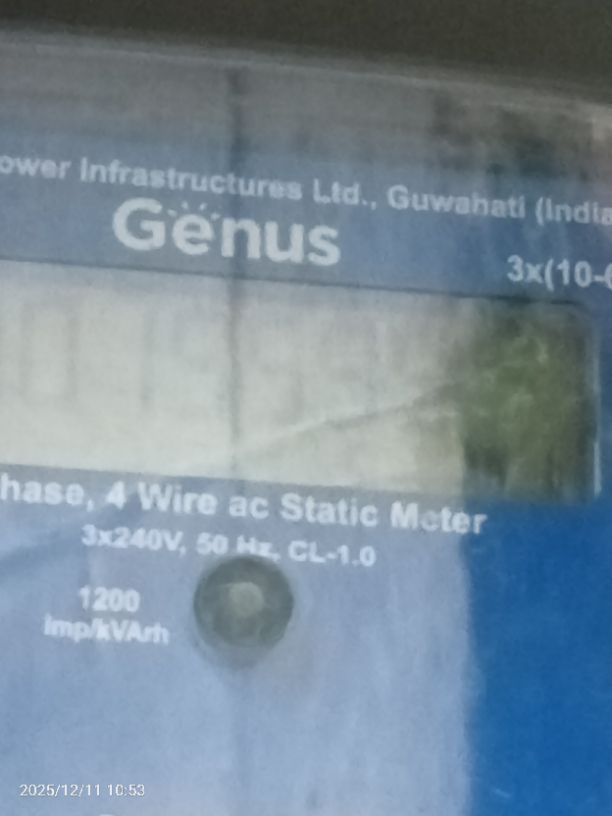 ower Infrastructures Ltd., Guwahati (India
Genus
3x(10-
hase, 4 Wire ac Static Meter
3x240V, 50 Hz, CL-1.0
1200
imp/kVArh
2025/12/11 10:53